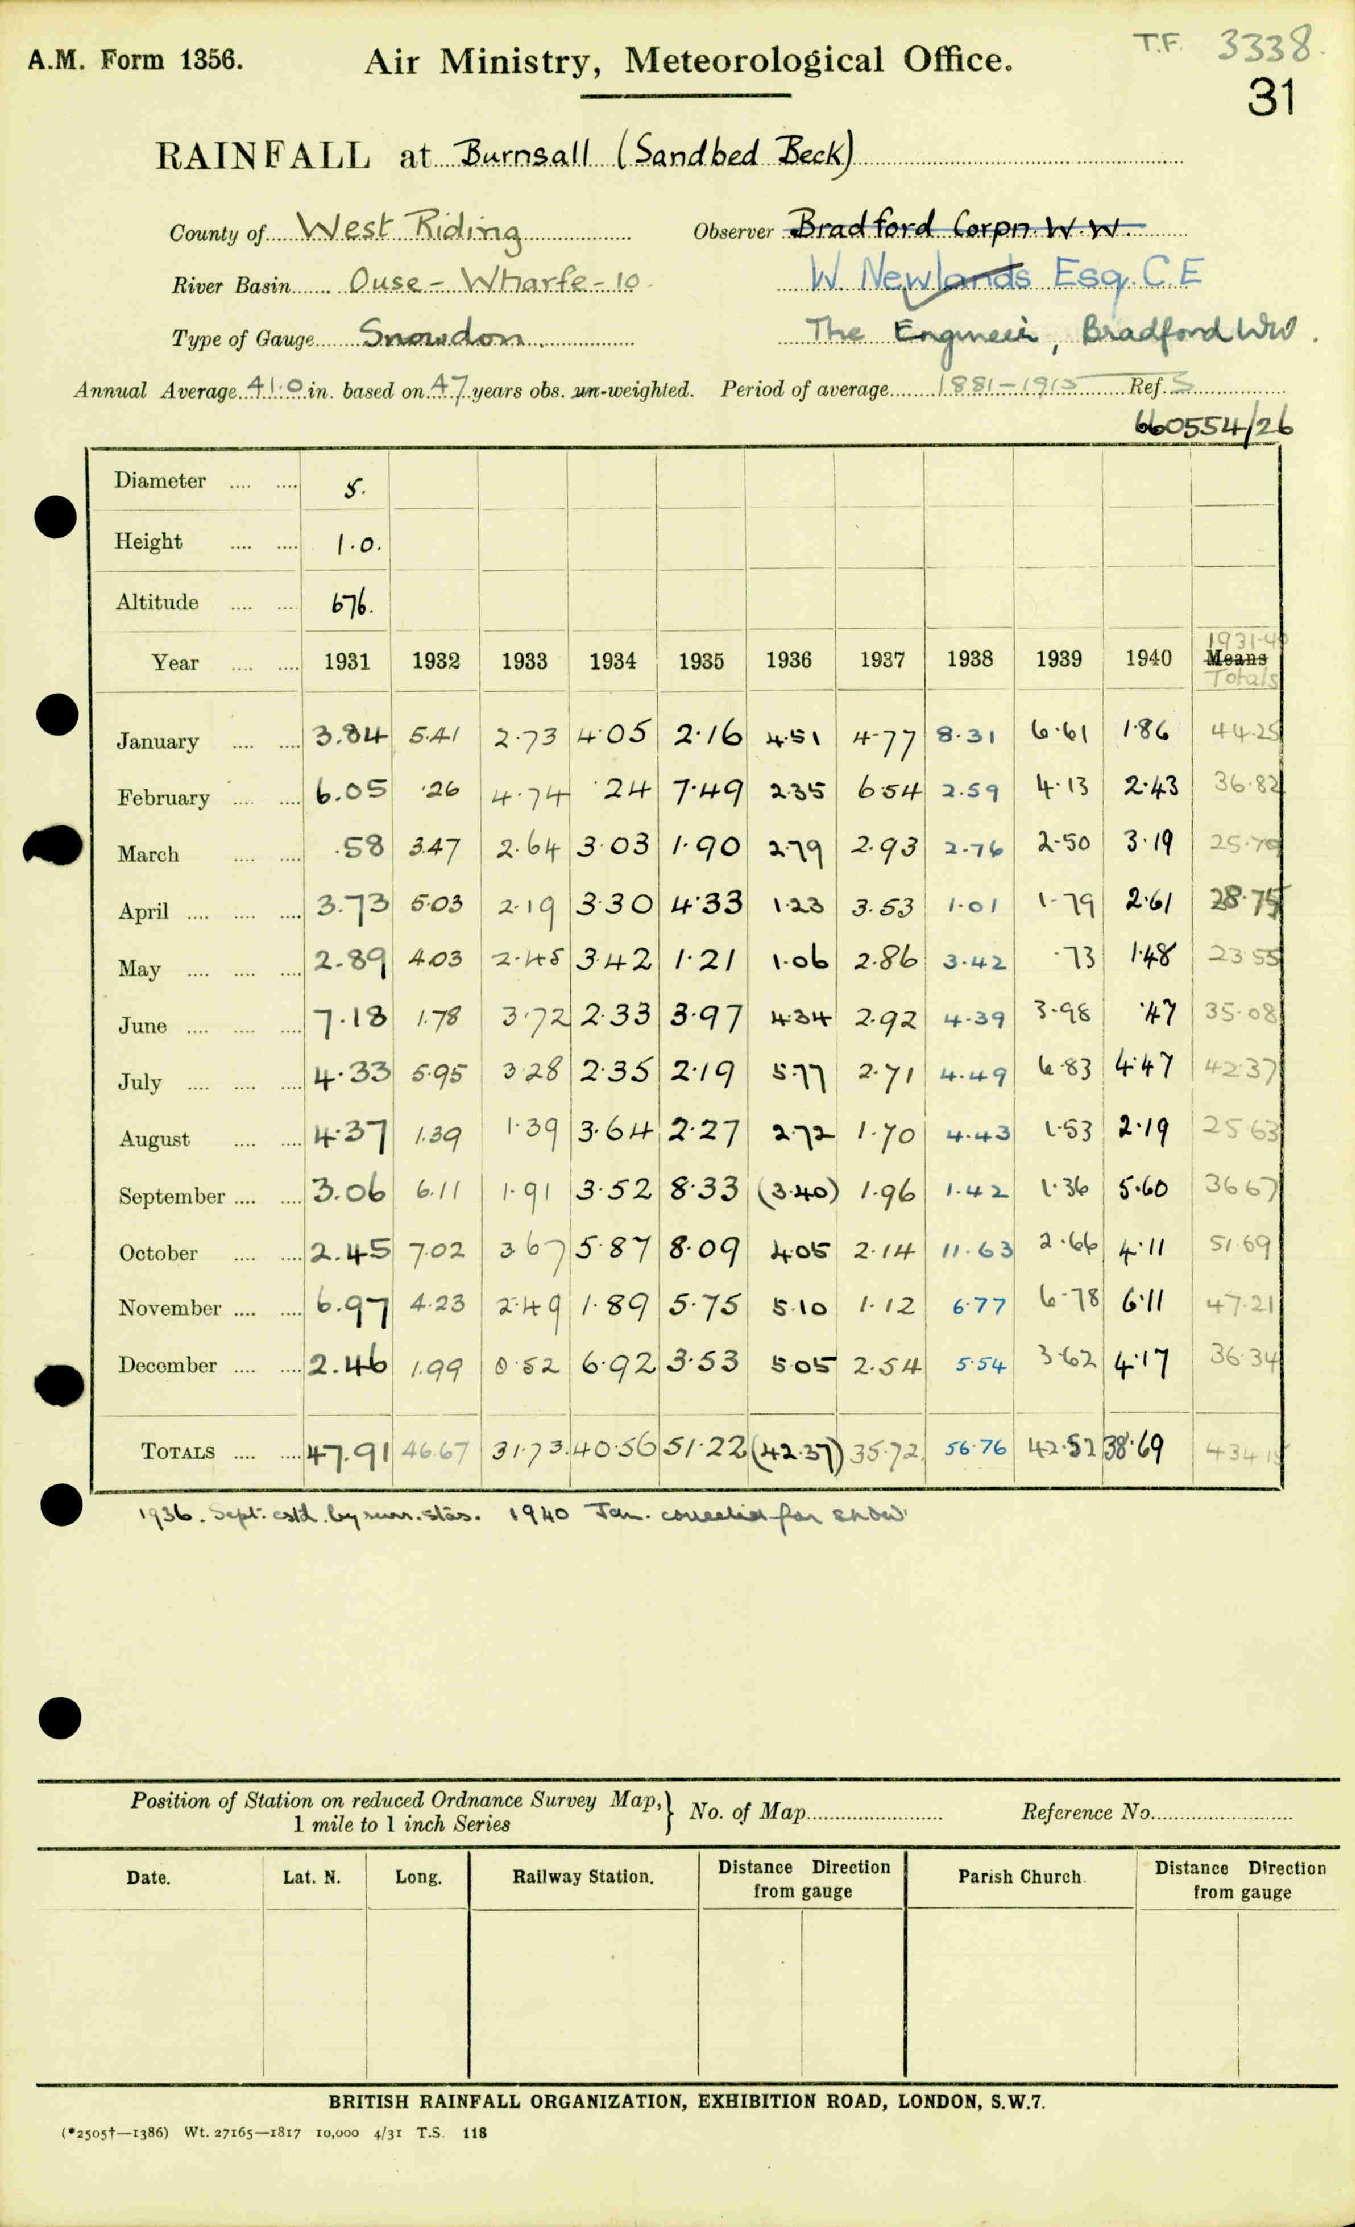 A.M. Form 1356. Air Ministry, Meteorological Office. T.F. 3338.
31
RAINFALL at Burnsall (Sandbed Beck)
County of West Riding Observer Bradford Corpn. W.W.
River Basin Ouse - Wharfe - 10 W. Newlands Esq. C.E
Type of Gauge Snowdon. The Engineer, Bradford WW.
Annual Average 41.0 in. based on 47 years obs. un-weighted. Period of average 1881-1915 Ref. S
660554/26
Diameter .... .... 5.
Height .... .... 1.0.
Altitude .... .... 676.
1931-40
Year .... .... 1931 1932 1933 1934 1935 1936 1937 1938 1939 1940 Means
Totals
January .... .... 3.84 5.41 2.73 4.05 2.16 4.51 4.77 8.31 6.61 1.86 44.25
February .... .... 6.05 .26 4.74 .24 7.49 2.35 6.54 2.59 4.13 2.43 36.82
March .... .... .58 3.47 2.64 3.03 1.90 2.79 2.93 2.76 2.50 3.19 25.79
April .... .... .... 3.73 5.03 2.19 3.30 4.33 1.23 3.53 1.01 1.79 2.61 28.75
May .... .... .... 2.89 4.03 2.45 3.42 1.21 1.06 2.86 3.42 .73 1.48 23.55
June .... .... .... 7.18 1.78 3.72 2.33 3.97 4.34 2.92 4.39 3.98 .47 35.08
July .... .... .... 4.33 5.95 3.28 2.35 2.19 5.77 2.71 4.49 6.83 4.47 42.37
August .... .... 4.37 1.39 1.39 3.64 2.27 2.72 1.70 4.43 1.53 2.19 25.63
September .... .... 3.06 6.11 1.91 3.52 8.33 (3.40) 1.96 1.42 1.36 5.60 36.67
October .... .... 2.45 7.02 3.67 5.87 8.09 4.05 2.14 11.63 2.66 4.11 51.69
November .... .... 6.97 4.23 2.49 1.89 5.75 5.10 1.12 6.77 6.78 6.11 47.21
December .... .... 2.46 1.99 0.52 6.92 3.53 5.05 2.54 5.54 3.62 4.17 36.34
TOTALS .... .... 47.91 46.67 31.73. 40.56 51.22 (42.37) 35.72 56.76 42.52 38.69 434.15
1936. Sept: estd. by surr. stns. 1940 Jan. corrected for snow
Position of Station on reduced Ordnance Survey Map,} No. of Map Reference No.
1 mile to 1 inch Series
Date. Lat. N. Long. Railway Station. Distance Direction from gauge Parish Church Distance Direction from gauge
BRITISH RAINFALL ORGANIZATION, EXHIBITION ROAD, LONDON, S.W.7.
(*2505†—1386) Wt. 27165—1817 10,000 4/31 T.S. 118